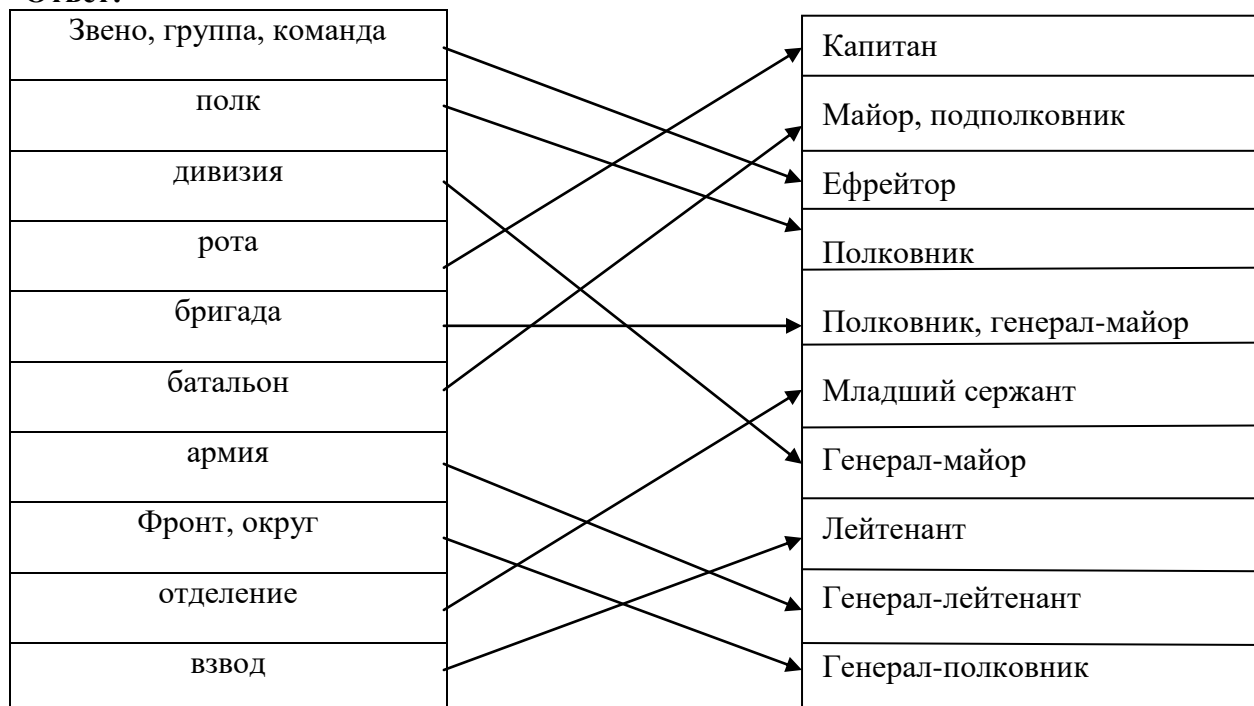 Ответ:
Звено, группа, команда
полк
дивизия
рота
бригада
батальон
армия
Фронт, округ
отделение
взвод
Капитан
Майор, подполковник
Ефрейтор
Полковник
Полковник, генерал-майор
Младший сержант
Генерал-майор
Лейтенант
Генерал-лейтенант
Генерал-полковник